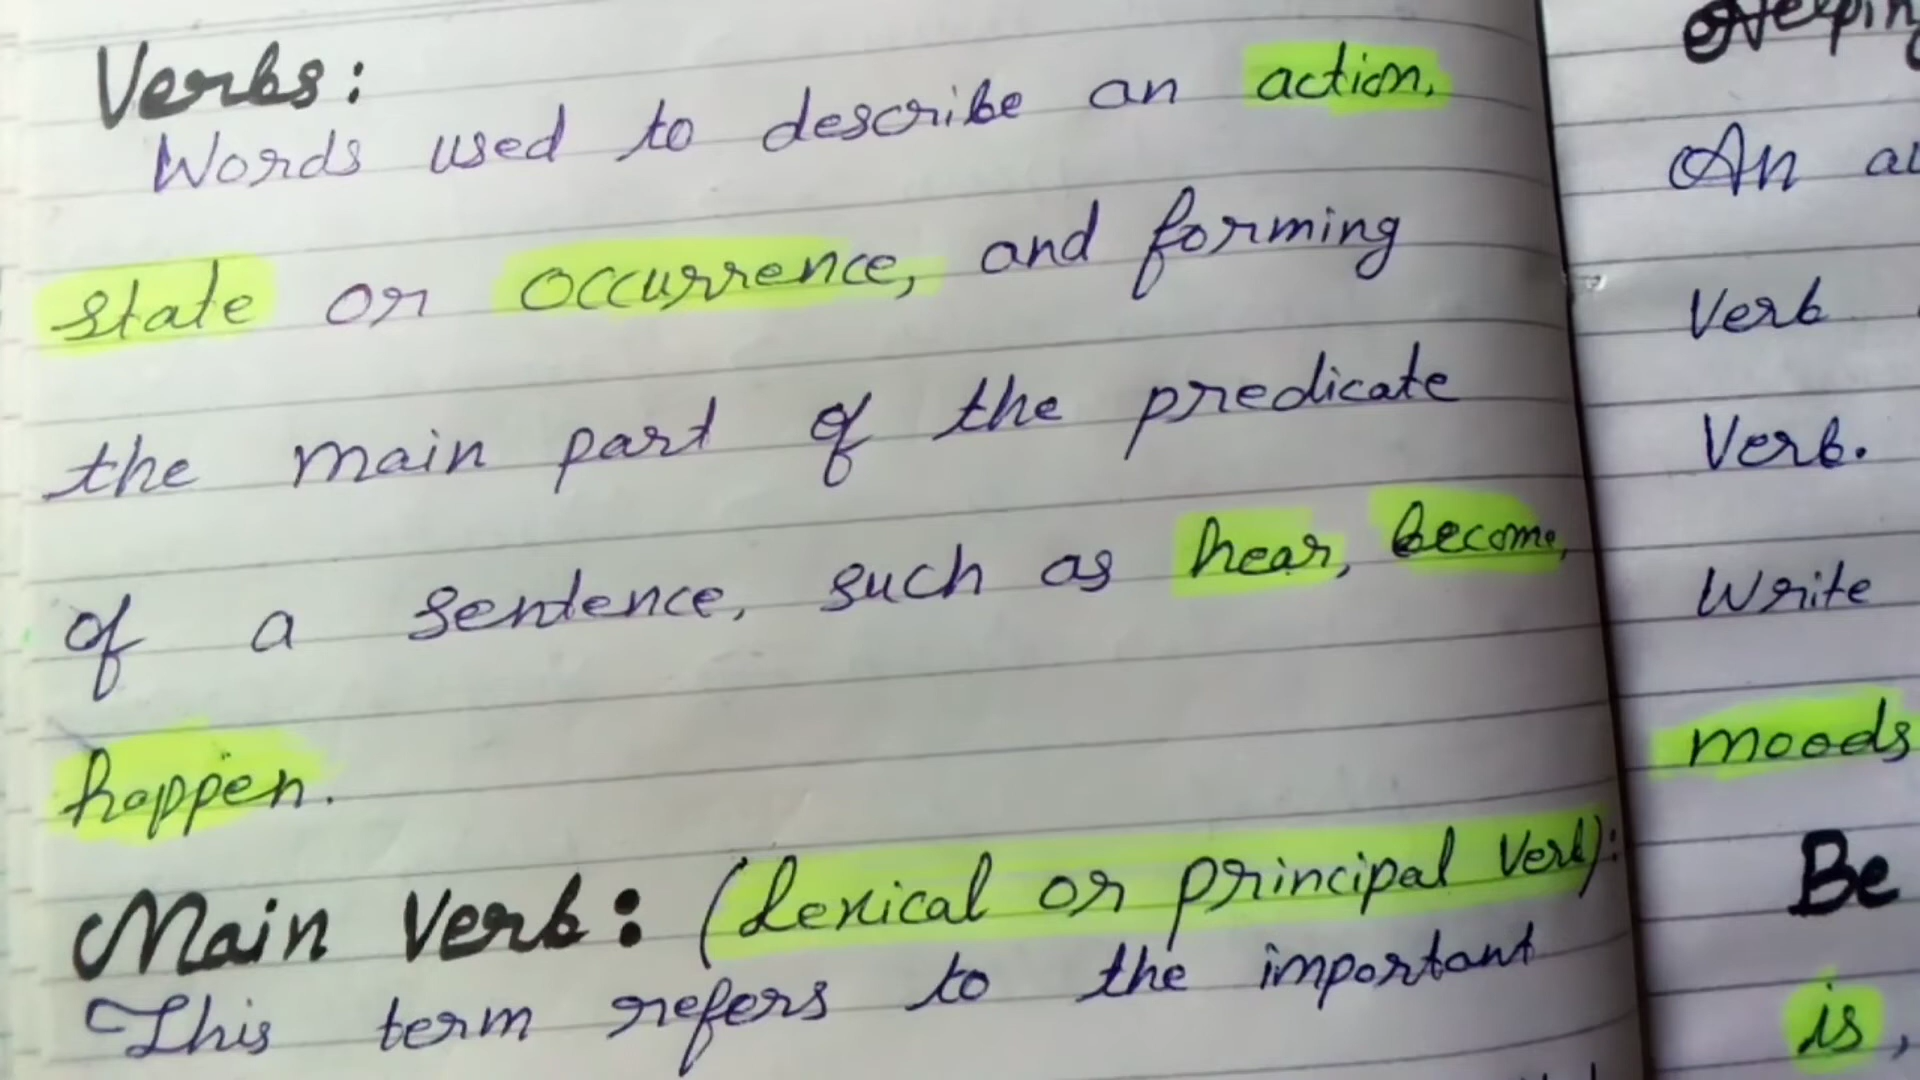 Verbs:
Words used to describe an action,
state or occurrence, and forming
the main part of the predicate
of a sentence, such as hear, become,
happen.
Main Verb: (Lexical or principal Verb):
This term refers to the important
An
Verb
Verb.
Write
moods
Be
is,